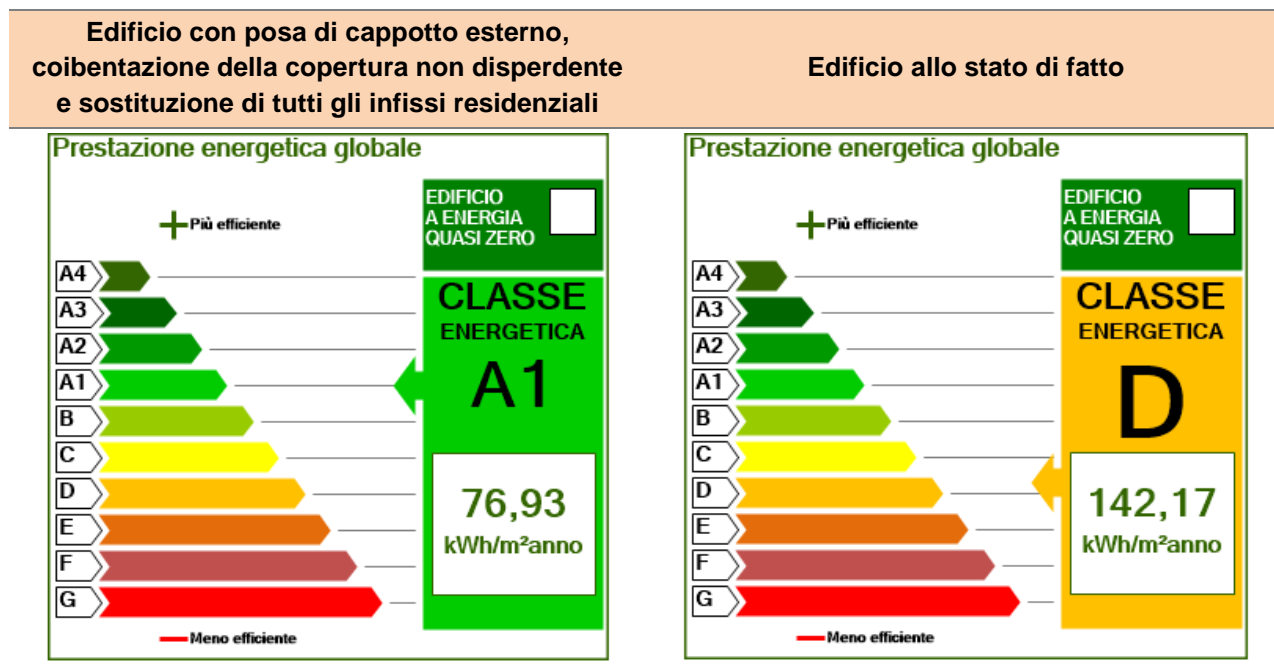 Edificio con posa di cappotto esterno,
coibentazione della copertura non disperdente
e sostituzione di tutti gli infissi residenziali
Edificio allo stato di fatto
Prestazione energetica globale
Più efficiente
EDIFICIO
A ENERGIA
QUASI ZERO
A4
A3
A2
A1
B
C
D
E
F
G
CLASSE
ENERGETICA
A1
76,93
kWh/m²anno
Meno efficiente
Prestazione energetica globale
Più efficiente
EDIFICIO
A ENERGIA
QUASI ZERO
A4
A3
A2
A1
B
C
D
E
F
G
CLASSE
ENERGETICA
D
142,17
kWh/m²anno
Meno efficiente